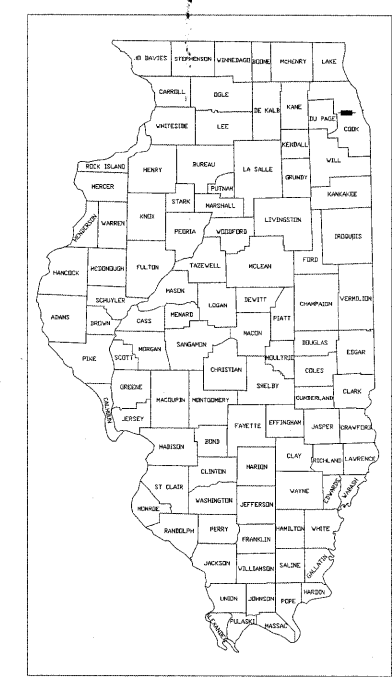 JO DAVIES STEPHENSON WINNEBAGO BOONE MCHENRY LAKE
CARROLL OGLE
DE KALB KANE
DU PAGE COOK
WHITESIDE LEE
KENDALL
WILL
ROCK ISLAND HENRY BUREAU LA SALLE
GRUNDY
MERCER PUTNAM
KANKAKEE
STARK MARSHALL
HENDERSON WARREN KNOX
LIVINGSTON
PEORIA WOODFORD IROQUOIS
FORD
HANCOCK MCDONOUGH FULTON TAZEWELL MCLEAN
MASON
SCHUYLER LOGAN DEWITT CHAMPAIGN VERMILION
ADAMS BROWN CASS MENARD PIATT
MACON
MORGAN SANGAMON DOUGLAS
PIKE SCOTT CHRISTIAN MOULTRIE EDGAR
COLES
GREENE SHELBY
CALHOUN MACOUPIN MONTGOMERY CUMBERLAND CLARK
JERSEY FAYETTE EFFINGHAM JASPER CRAWFORD
BOND
MADISON MARION CLAY RICHLAND LAWRENCE
CLINTON
ST CLAIR WAYNE EDWARDS WABASH
WASHINGTON JEFFERSON
MONROE
RANDOLPH PERRY HAMILTON WHITE
FRANKLIN
JACKSON WILLIAMSON SALINE GALLATIN
UNION JOHNSON POPE HARDIN
ALEXANDER PULASKI MASSAC